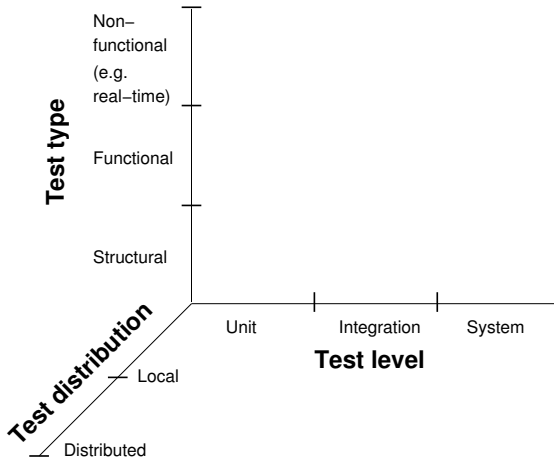 Non-
functional
(e.g.
real-time)
Test type
Functional
Structural
Unit
Integration
System
Test level
Test distribution
Local
Distributed